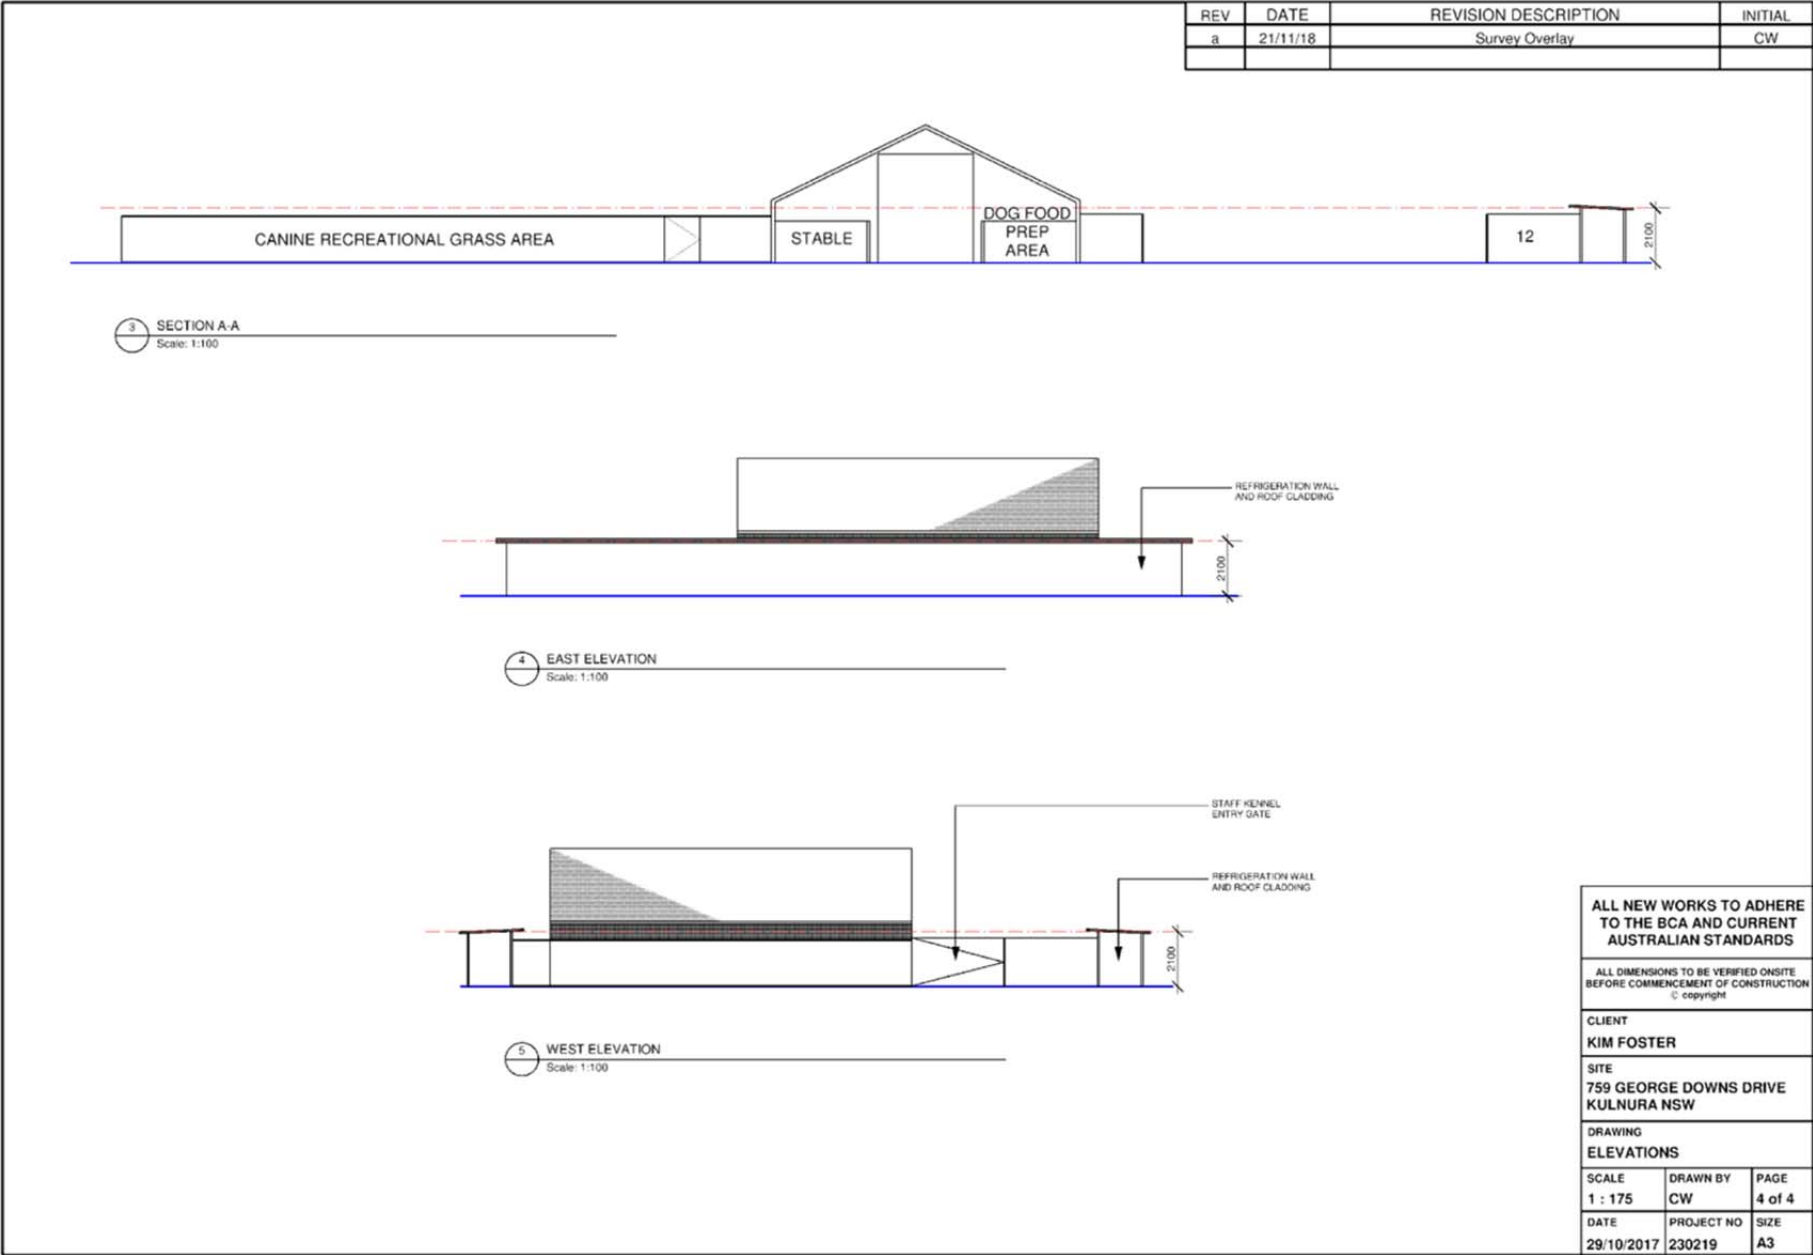 REV DATE REVISION DESCRIPTION INITIAL
a 21/11/18 Survey Overlay CW
CANINE RECREATIONAL GRASS AREA
STABLE
DOG FOOD
PREP
AREA
12
2100
3 SECTION A-A
Scale: 1:100
REFRIGERATION WALL
AND ROOF CLADDING
2100
4 EAST ELEVATION
Scale: 1:100
STAFF KENNEL
ENTRY GATE
REFRIGERATION WALL
AND ROOF CLADDING
2100
5 WEST ELEVATION
Scale: 1:100
ALL NEW WORKS TO ADHERE
TO THE BCA AND CURRENT
AUSTRALIAN STANDARDS
ALL DIMENSIONS TO BE VERIFIED ONSITE
BEFORE COMMENCEMENT OF CONSTRUCTION
© copyright
CLIENT
KIM FOSTER
SITE
759 GEORGE DOWNS DRIVE
KULNURA NSW
DRAWING
ELEVATIONS
SCALE DRAWN BY PAGE
1 : 175 CW 4 of 4
DATE PROJECT NO SIZE
29/10/2017 230219 A3